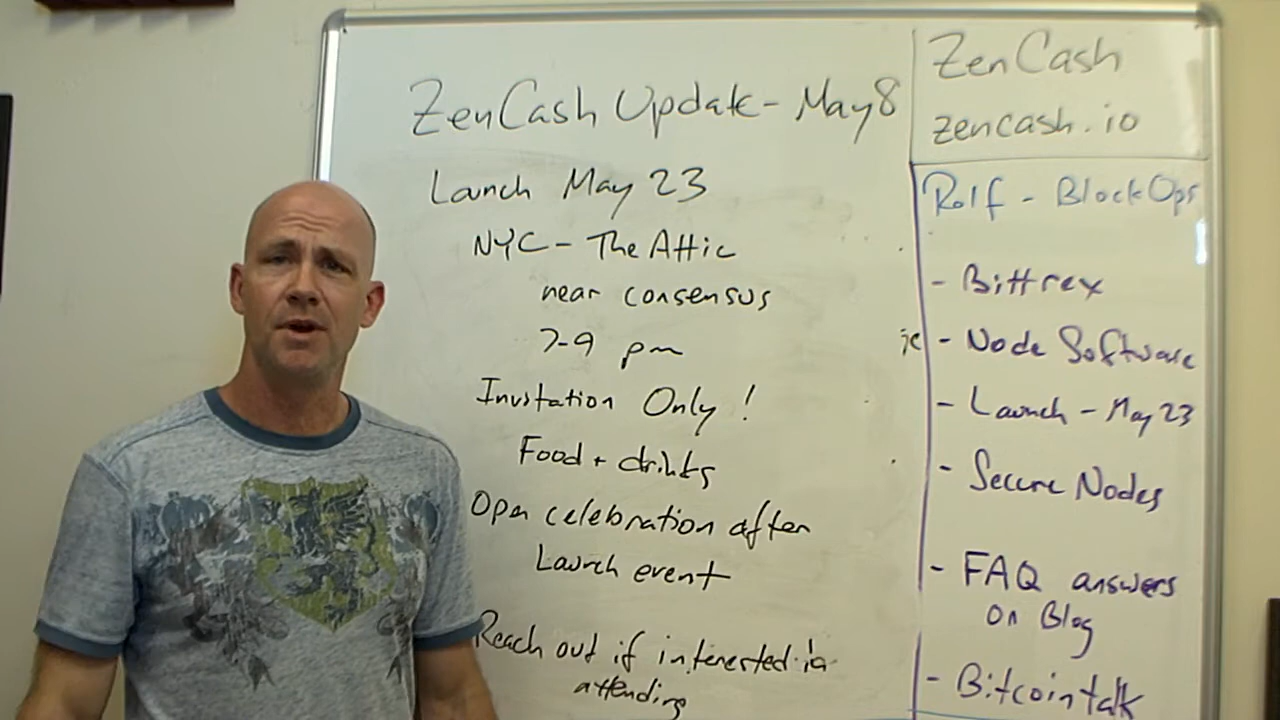 ZenCash Update - May 8
Launch May 23
NYC - The Attic
near consensus
7-9 pm
Invitation Only !
Food + drinks
Open celebration after
Launch event
Reach out if interested in
attending
ZenCash
zencash.io
Rolf - BlockOps
- Bittrex
- Node Software
- Launch - May 23
- Secure Nodes
- FAQ answers
on Blog
- Bitcointalk